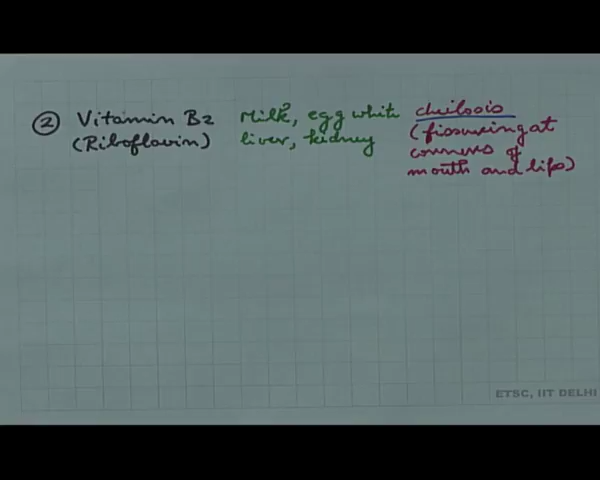 ② Vitamin B2 Milk, egg white cheilosis
(Riboflavin) liver, kidney (fissuring at
corners of
mouth and lips)
ETSC, IIT DELHI